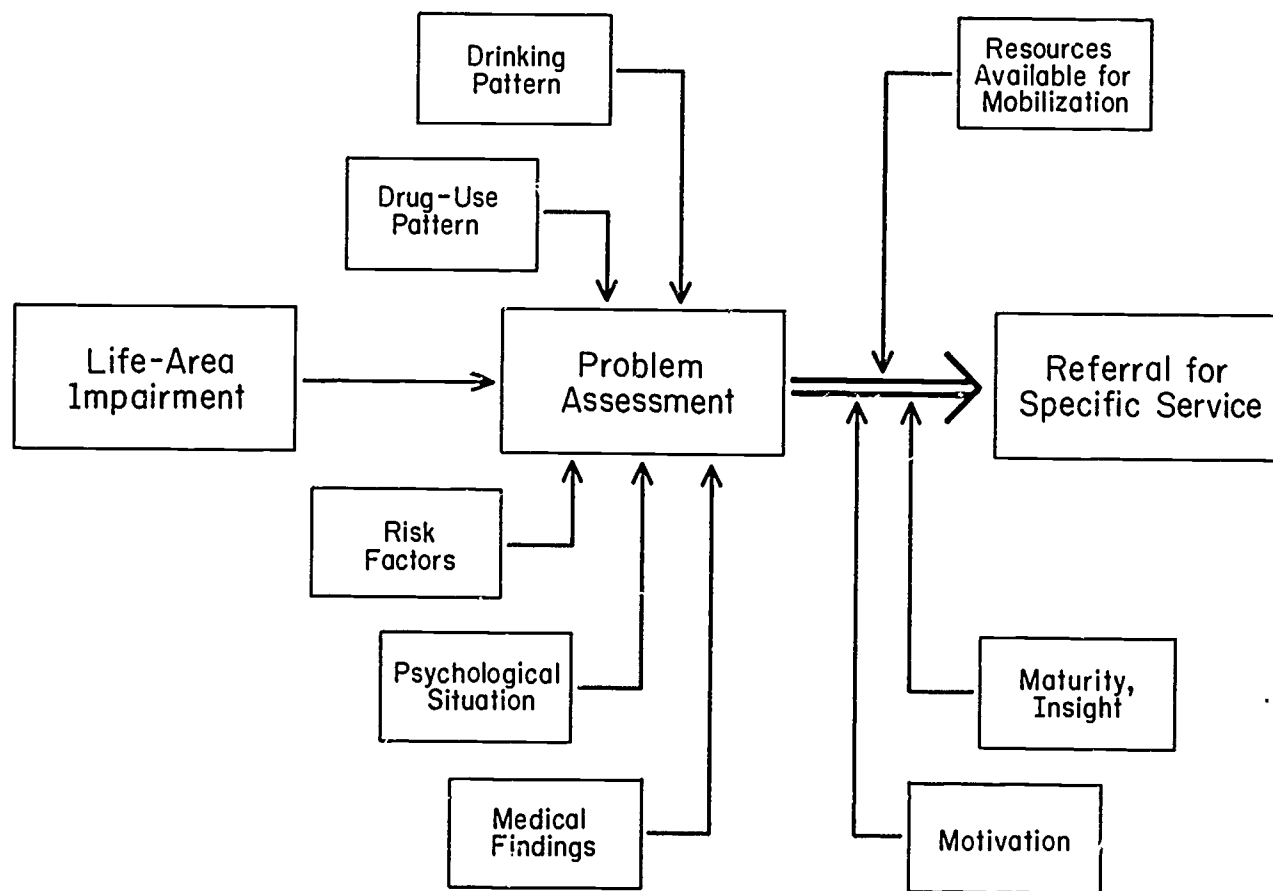 Drinking
Pattern
Resources
Available for
Mobilization
Drug-Use
Pattern
Life-Area
Impairment
Problem
Assessment
Referral for
Specific Service
Risk
Factors
Psychological
Situation
Maturity,
Insight
Medical
Findings
Motivation